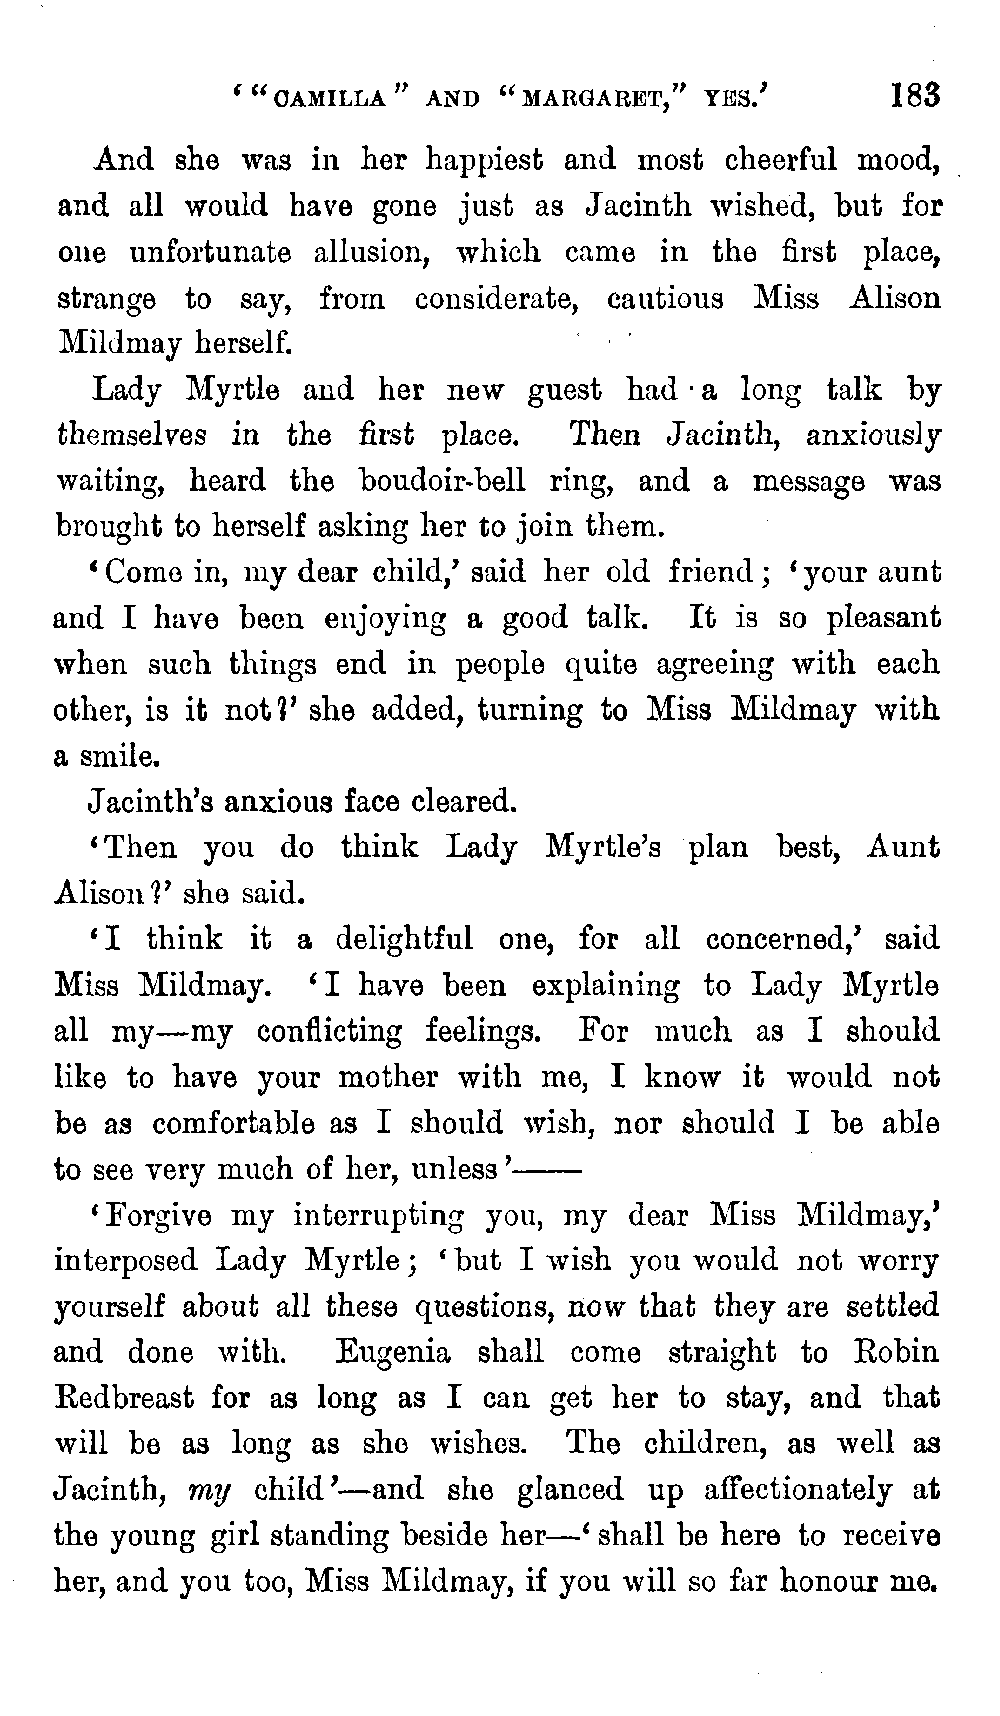 ‘ “CAMILLA” AND “MARGARET,” YES.’ 183
And she was in her happiest and most cheerful mood,
and all would have gone just as Jacinth wished, but for
one unfortunate allusion, which came in the first place,
strange to say, from considerate, cautious Miss Alison
Mildmay herself.
Lady Myrtle and her new guest had a long talk by
themselves in the first place. Then Jacinth, anxiously
waiting, heard the boudoir-bell ring, and a message was
brought to herself asking her to join them.
‘Come in, my dear child,’ said her old friend; ‘your aunt
and I have been enjoying a good talk. It is so pleasant
when such things end in people quite agreeing with each
other, is it not?’ she added, turning to Miss Mildmay with
a smile.
Jacinth’s anxious face cleared.
‘Then you do think Lady Myrtle’s plan best, Aunt
Alison?’ she said.
‘I think it a delightful one, for all concerned,’ said
Miss Mildmay. ‘I have been explaining to Lady Myrtle
all my—my conflicting feelings. For much as I should
like to have your mother with me, I know it would not
be as comfortable as I should wish, nor should I be able
to see very much of her, unless’——
‘Forgive my interrupting you, my dear Miss Mildmay,’
interposed Lady Myrtle; ‘but I wish you would not worry
yourself about all these questions, now that they are settled
and done with. Eugenia shall come straight to Robin
Redbreast for as long as I can get her to stay, and that
will be as long as she wishes. The children, as well as
Jacinth, my child’—and she glanced up affectionately at
the young girl standing beside her—‘shall be here to receive
her, and you too, Miss Mildmay, if you will so far honour me.